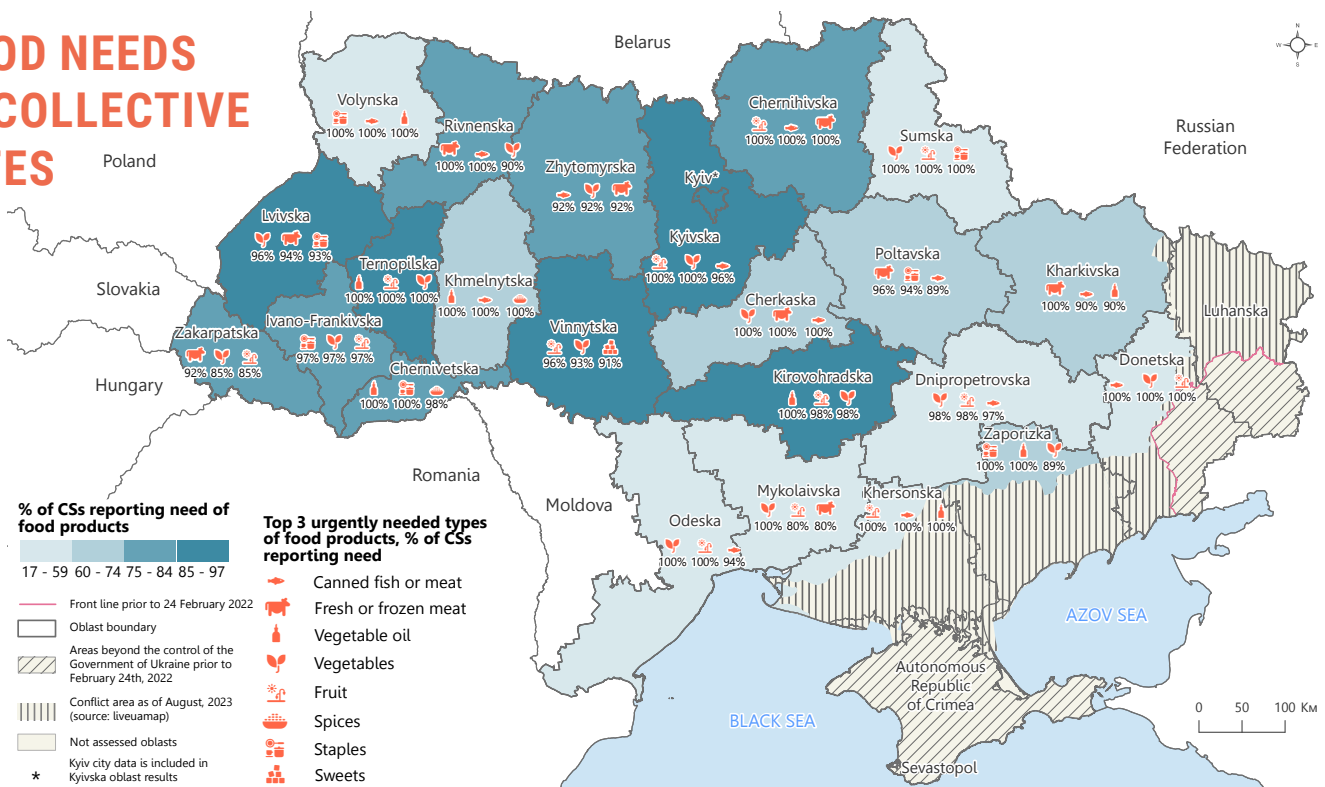 OD NEEDS
COLLECTIVE
ES
Belarus
Poland
Slovakia
Hungary
Romania
Moldova
Russian
Federation
N
W
E
S
Volynska
100% 100% 100%
Rivnenska
100% 100% 90%
Zhytomyrska
92% 92% 92%
Kyiv*
Kyivska
100% 100% 96%
Chernihivska
100% 100% 100%
Sumska
100% 100% 100%
Lvivska
96% 94% 93%
Ternopilska
100% 100% 100%
Khmelnytska
100% 100% 100%
Poltavska
96% 94% 89%
Kharkivska
100% 90% 90%
Luhanska
Cherkaska
100% 100% 100%
Zakarpatska
92% 85% 85%
Ivano-Frankivska
97% 97% 97%
Vinnytska
96% 93% 91%
Chernivetska
100% 100% 98%
Kirovohradska
100% 98% 98%
Dnipropetrovska
98% 98% 97%
Donetska
100% 100% 100%
Zaporizka
100% 100% 89%
Mykolaivska
100% 80% 80%
Khersonska
100% 100% 100%
Odeska
100% 100% 94%
AZOV SEA
BLACK SEA
Autonomous
Republic
of Crimea
Sevastopol
0 50 100 Км
% of CSs reporting need of
food products
17 - 59 60 - 74 75 - 84 85 - 97
Front line prior to 24 February 2022
Oblast boundary
Areas beyond the control of the
Government of Ukraine prior to
February 24th, 2022
Conflict area as of August, 2023
(source: liveuamap)
Not assessed oblasts
* Kyiv city data is included in
Kyivska oblast results
Top 3 urgently needed types
of food products, % of CSs
reporting need
Canned fish or meat
Fresh or frozen meat
Vegetable oil
Vegetables
Fruit
Spices
Staples
Sweets